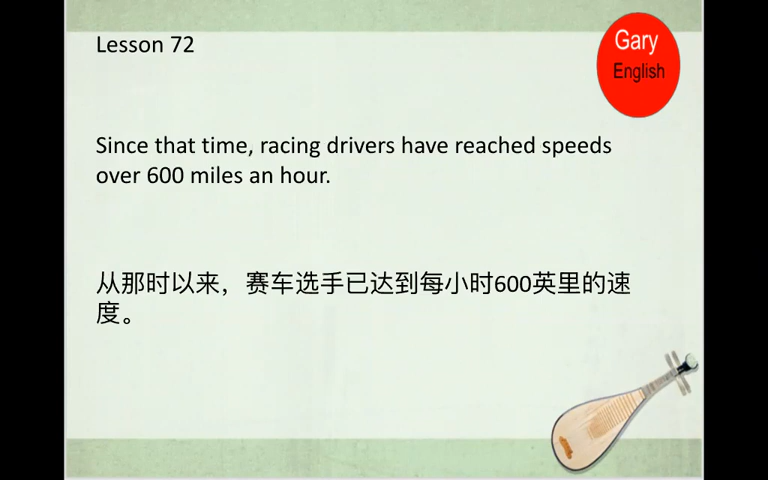 Lesson 72
Gary
English
Since that time, racing drivers have reached speeds
over 600 miles an hour.
从那时以来，赛车选手已达到每小时600英里的速
度。